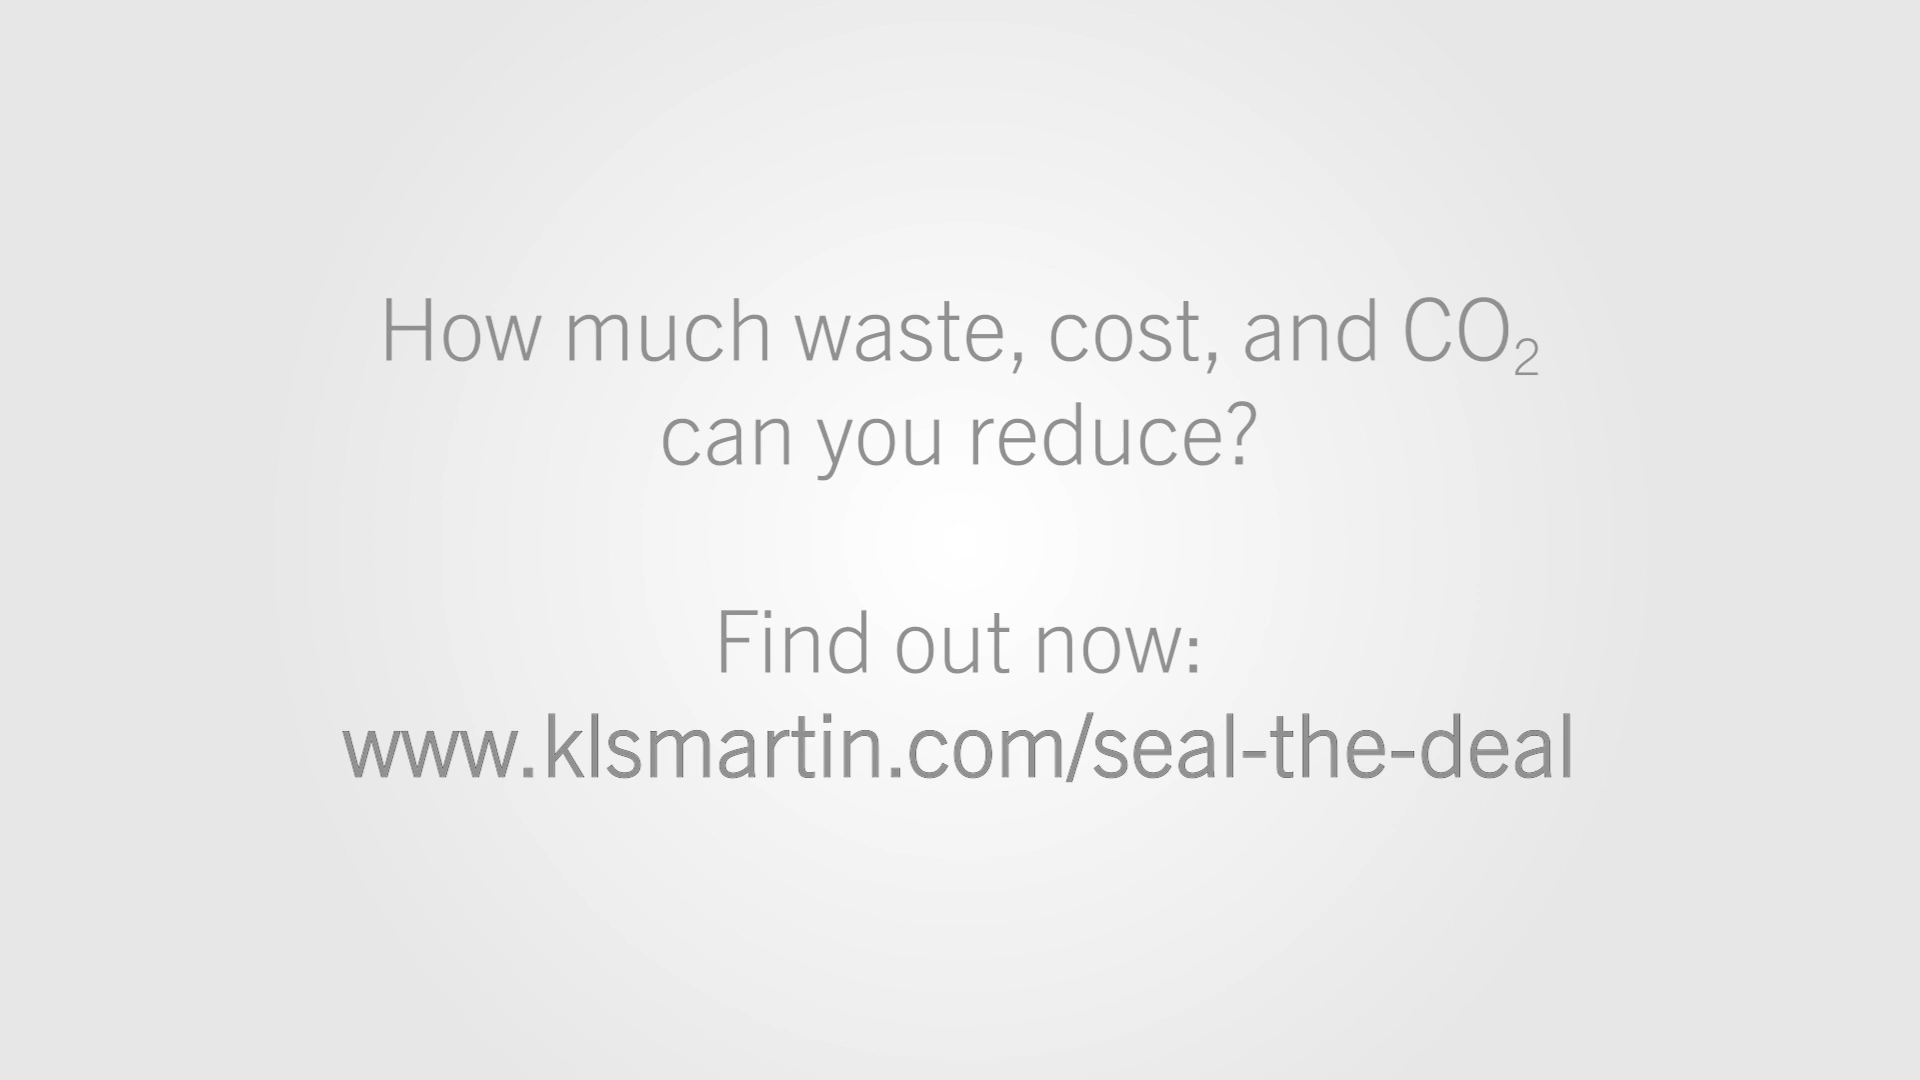 How much waste, cost, and CO₂
can you reduce?
Find out now:
www.klsmartin.com/seal-the-deal